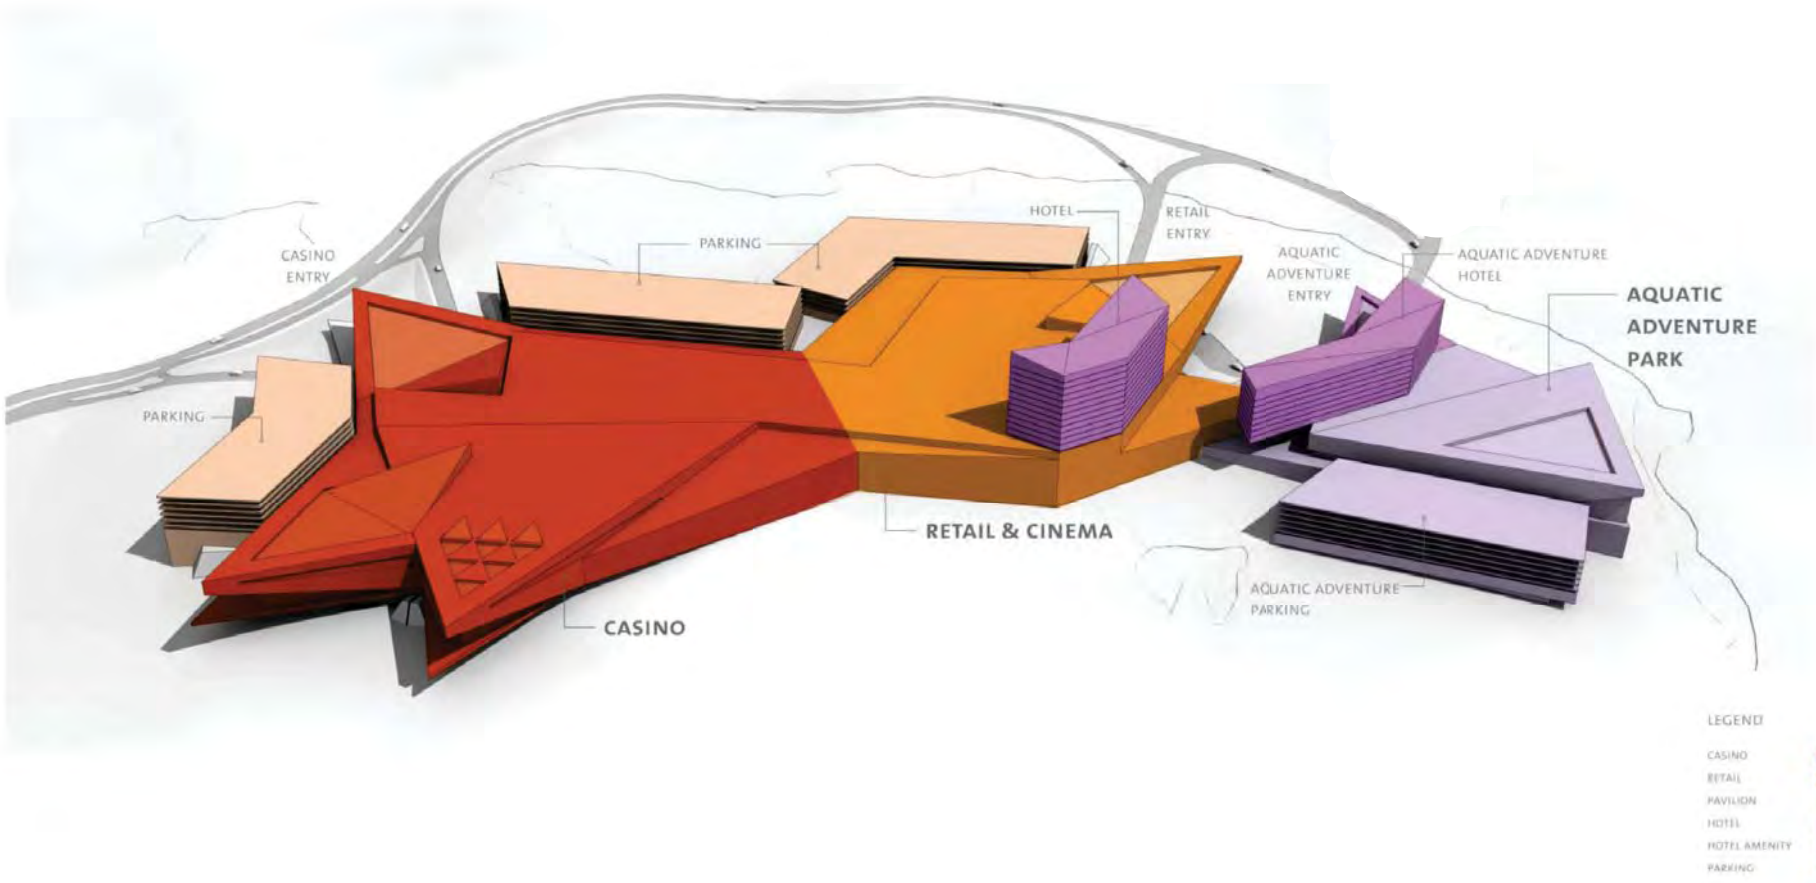 HOTEL
RETAIL
ENTRY
PARKING
CASINO
ENTRY
AQUATIC
ADVENTURE
ENTRY
AQUATIC ADVENTURE
HOTEL
AQUATIC
ADVENTURE
PARK
PARKING
RETAIL & CINEMA
AQUATIC ADVENTURE
PARKING
CASINO
LEGEND
CASINO
RETAIL
PAVILION
HOTEL
HOTEL AMENITY
PARKING